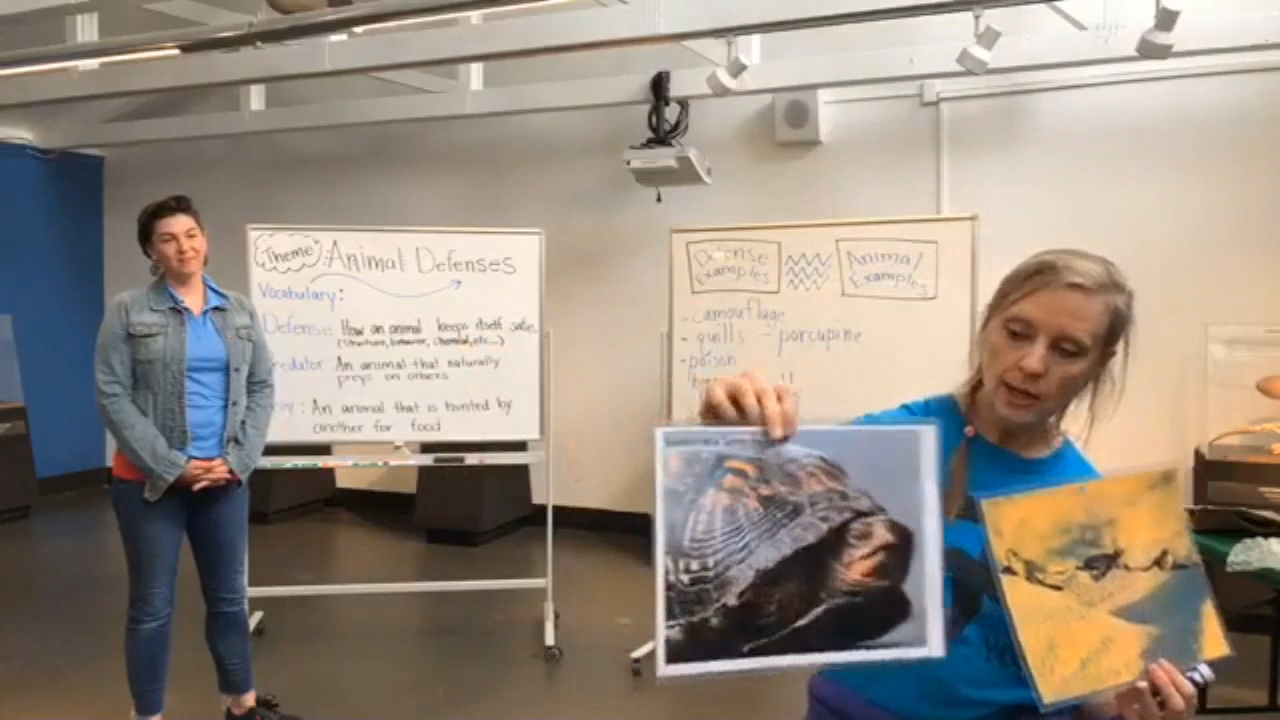 Theme: Animal Defenses
Vocabulary:
Defense: How an animal keeps itself safe
(structure, behavior, chemical, etc...)
Predator An animal that naturally
preys on others
: An animal that is hunted by
another for food
Defense
Examples
Animal
Examples
- camouflage
- quills - porcupine
- poison